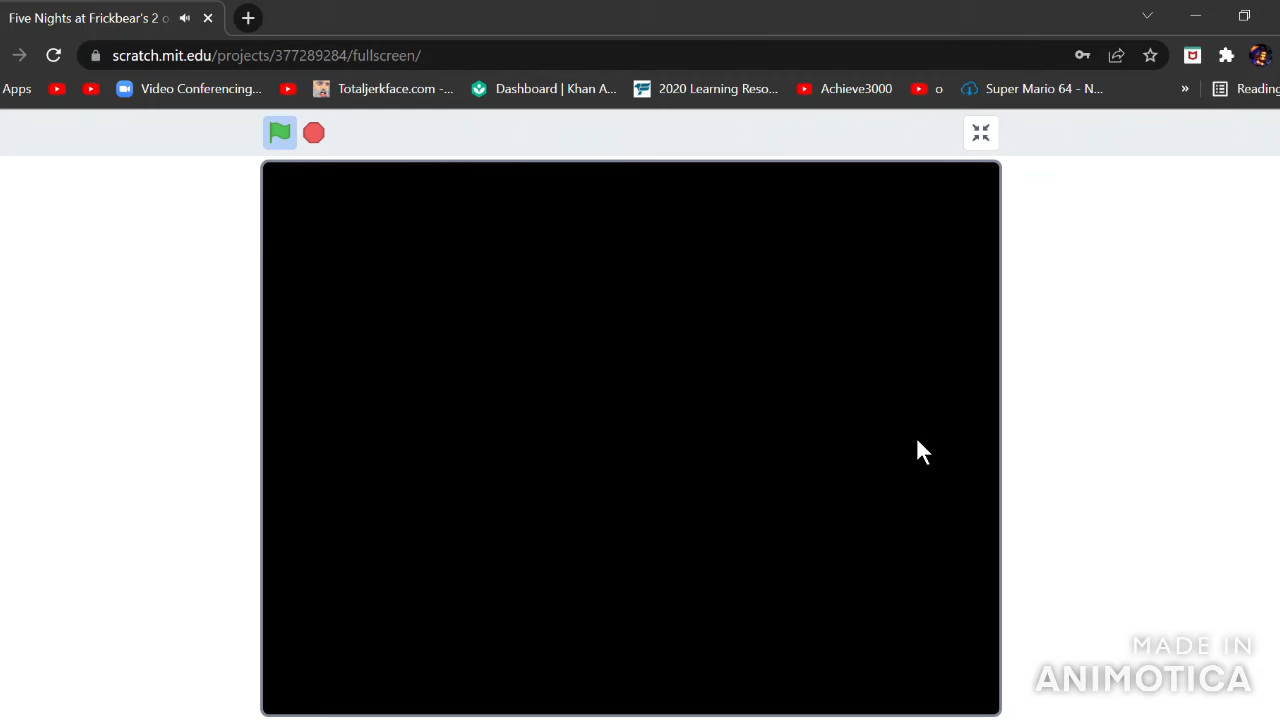 Five Nights at Frickbear's 2 o
scratch.mit.edu/projects/377289284/fullscreen/
Apps Video Conferencing... Totaljerkface.com -... Dashboard | Khan A... 2020 Learning Reso... Achieve3000 o Super Mario 64 - N... » Reading
MADE IN
ANIMOTICA